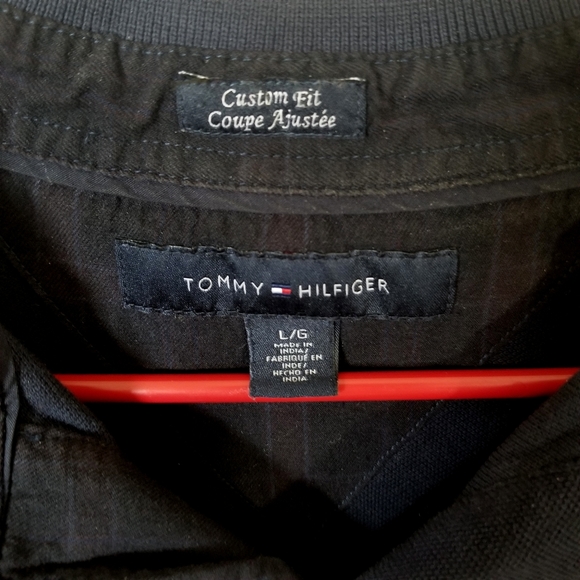 Custom Fit
Coupe Ajustée
TOMMY HILFIGER
L/G
MADE IN
INDIA/
FABRIQUÉ EN
INDE/
HECHO EN
INDIA